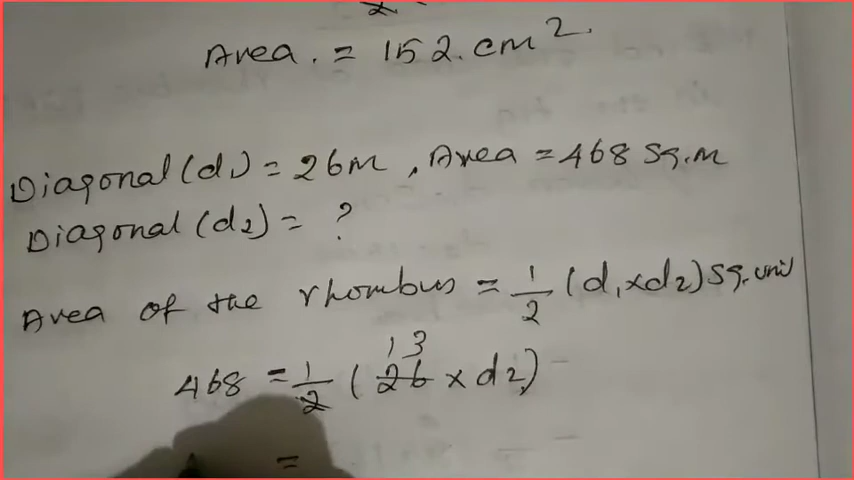 Area . = 152. cm²
Diagonal (d₁) = 26m , Area = 468 Sq.m
Diagonal (d₂) = ?
Area of the rhombus = 1/2 (d₁ x d₂) Sq. unit
13
468 = 1/2 ( 26 x d₂ )
=